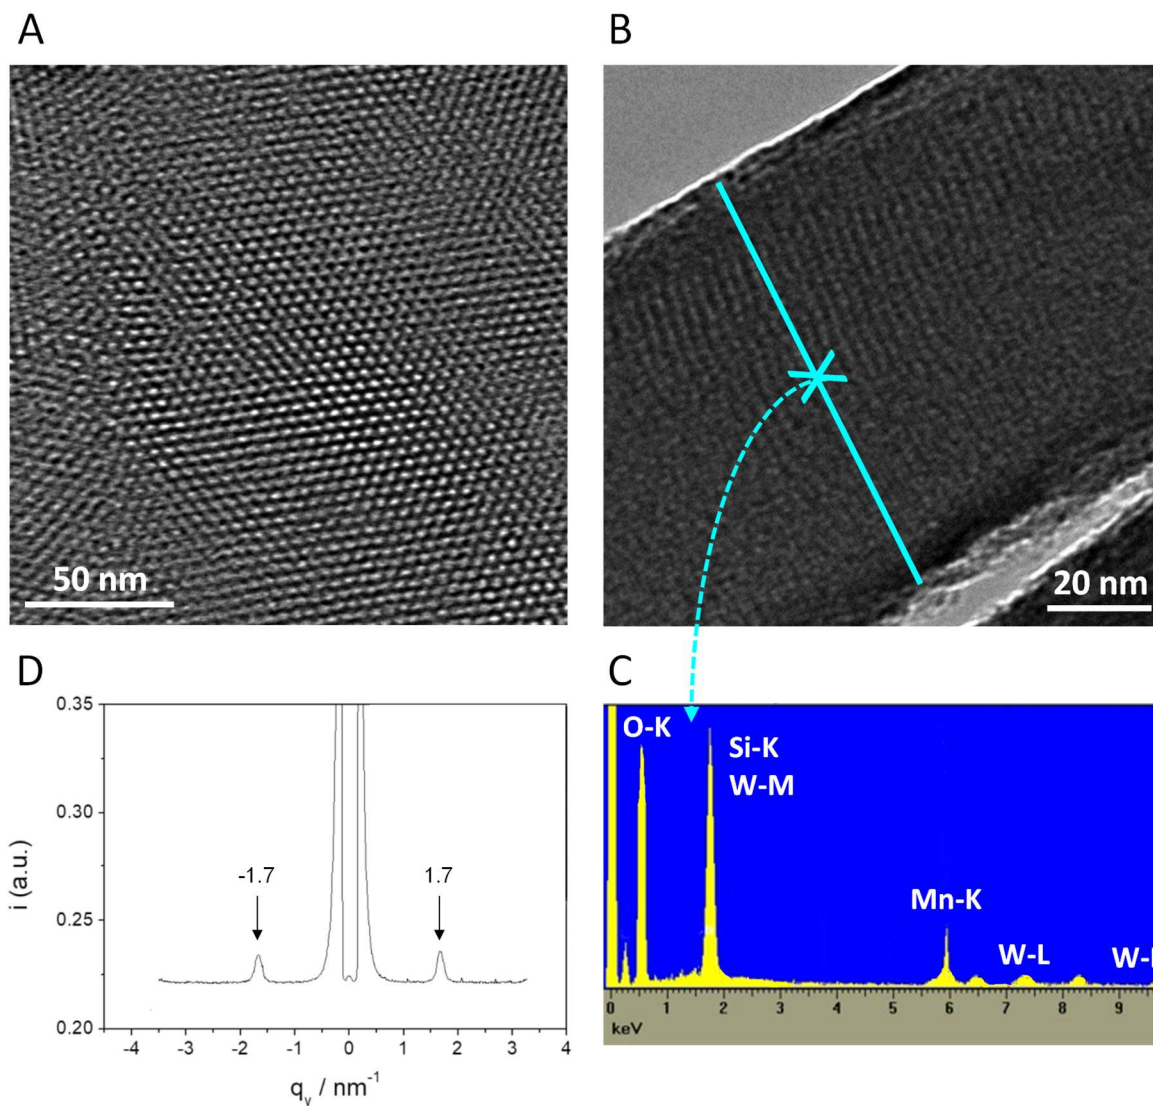 A
B
50 nm
20 nm
D
C
0.35
0.30
0.25
0.20
i (a.u.)
-1.7
1.7
-4 -3 -2 -1 0 1 2 3 4
q_y / nm⁻¹
O-K
Si-K
W-M
Mn-K
W-L
0 1 2 3 4 5 6 7 8 9
keV